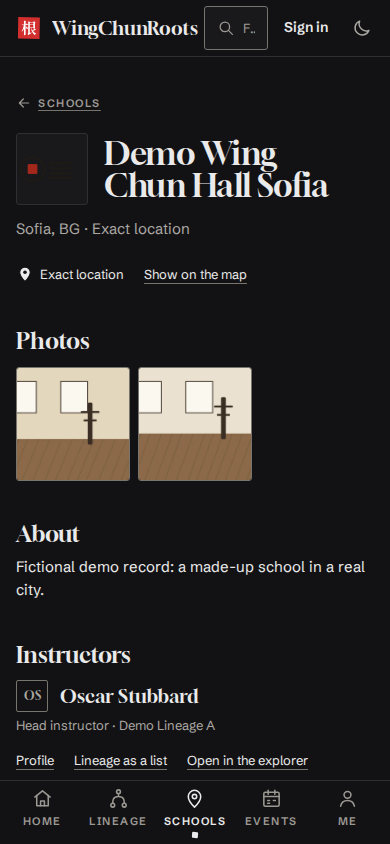 根 WingChunRoots F.. Sign in
← SCHOOLS
Demo Wing
Chun Hall Sofia
Sofia, BG · Exact location
Exact location Show on the map
Photos
About
Fictional demo record: a made-up school in a real
city.
Instructors
OS Oscar Stubbard
Head instructor · Demo Lineage A
Profile Lineage as a list Open in the explorer
HOME LINEAGE SCHOOLS EVENTS ME